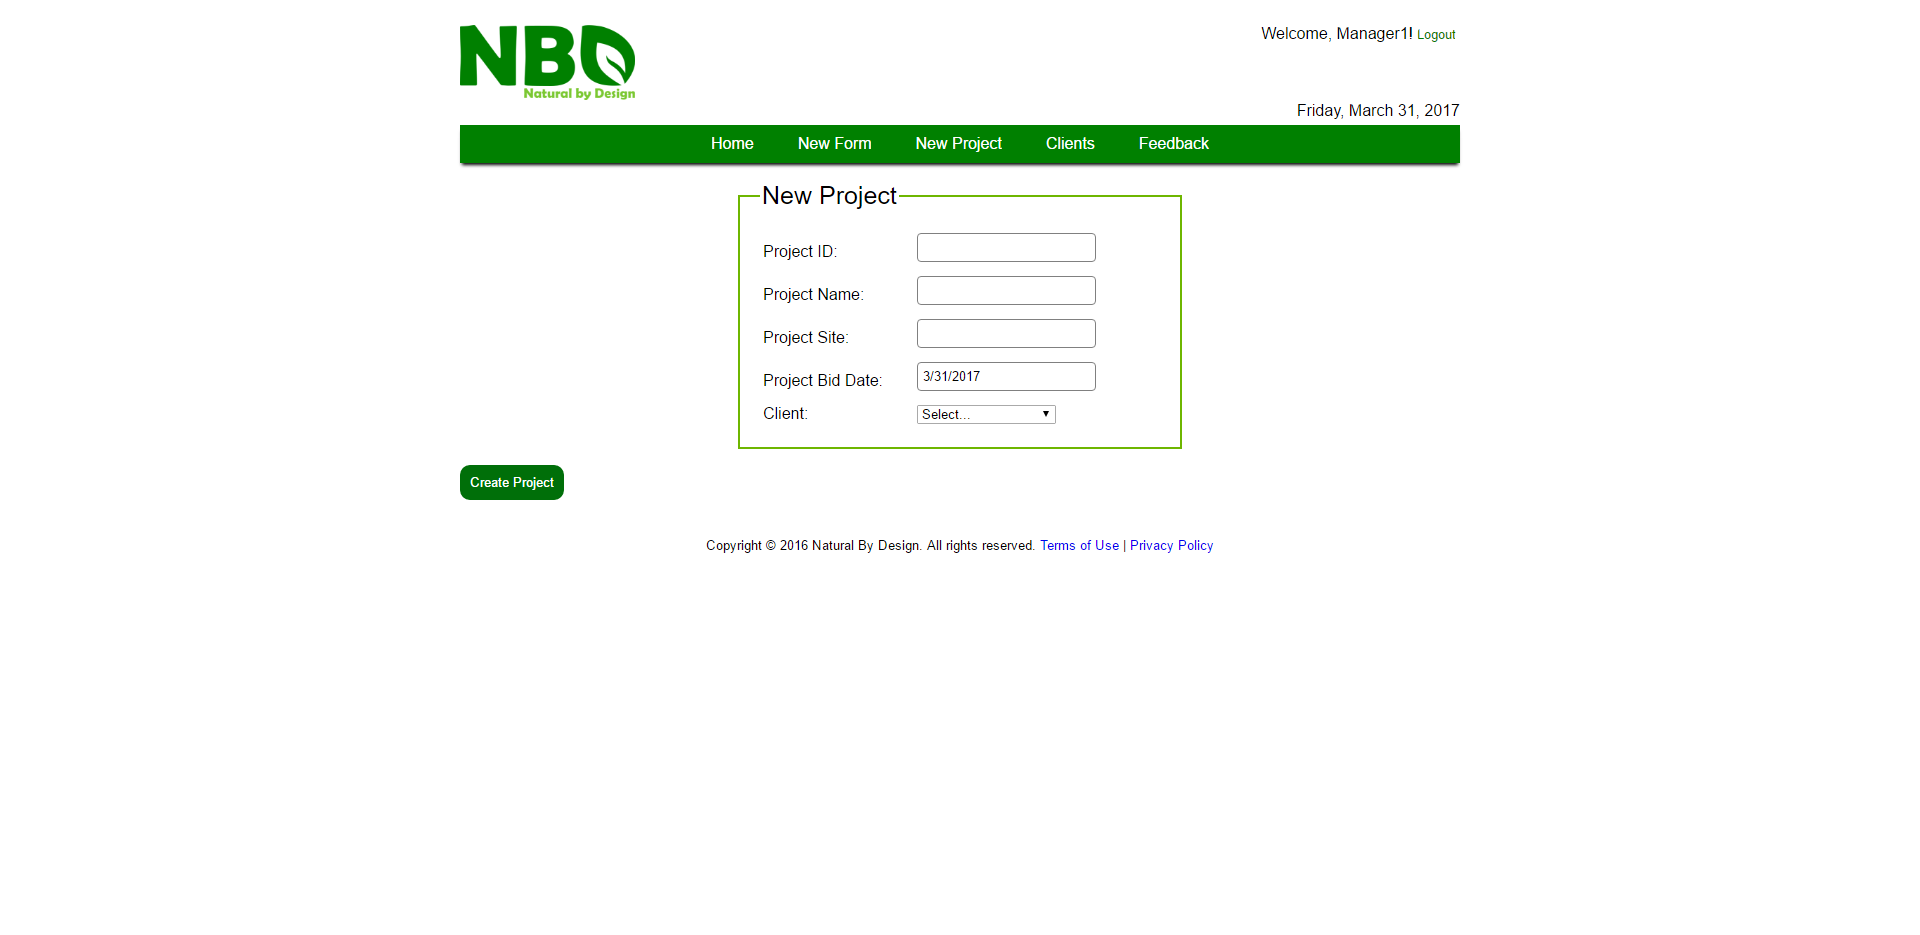 NBD
Natural by Design
Welcome, Manager1! Logout
Friday, March 31, 2017
Home New Form New Project Clients Feedback
New Project
Project ID:
Project Name:
Project Site:
Project Bid Date: 3/31/2017
Client: Select...
Create Project
Copyright © 2016 Natural By Design. All rights reserved. Terms of Use | Privacy Policy